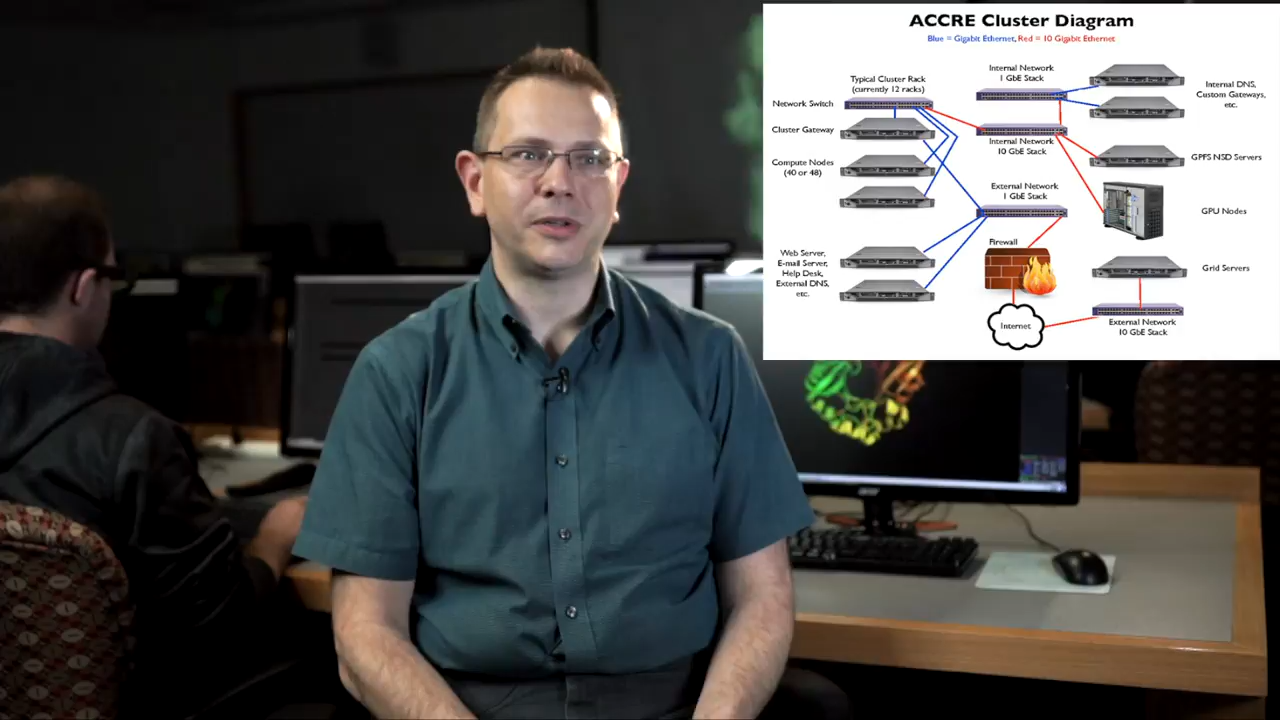 ACCRE Cluster Diagram
Blue = Gigabit Ethernet, Red = 10 Gigabit Ethernet
Typical Cluster Rack
(currently 12 racks)
Network Switch
Cluster Gateway
Compute Nodes
(40 or 48)
Web Server,
E-mail Server,
Help Desk,
External DNS,
etc.
Internal Network
1 GbE Stack
Internal Network
10 GbE Stack
External Network
1 GbE Stack
Firewall
Internet
Internal DNS,
Custom Gateways,
etc.
GPFS NSD Servers
GPU Nodes
Grid Servers
External Network
10 GbE Stack
acer